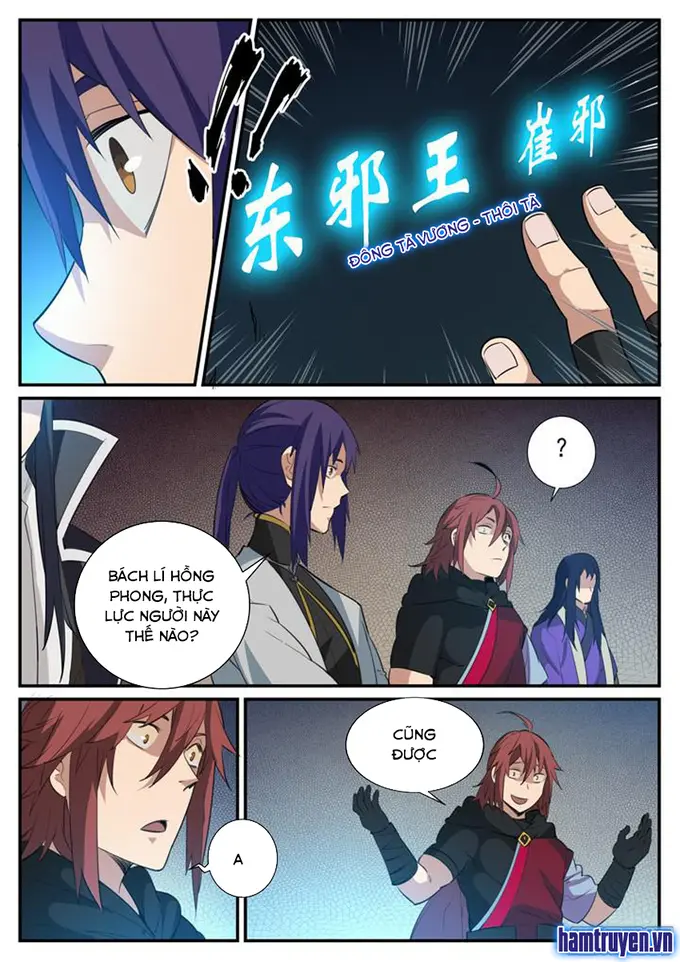 !!
东邪王 崔邪
ĐÔNG TÀ VƯƠNG - THÔI TÀ
?
BÁCH LÍ HỒNG
PHONG, THỰC
LỰC NGƯỜI NÀY
THẾ NÀO?
CŨNG
ĐƯỢC
A
hamtruyen.vn